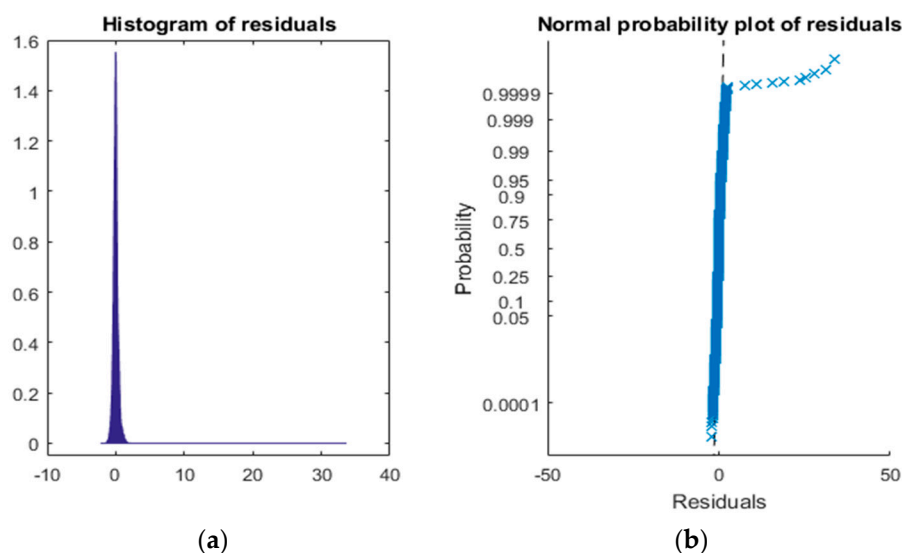 Histogram of residuals
1.6
1.4
1.2
1
0.8
0.6
0.4
0.2
0
-10 0 10 20 30 40
(a)
Normal probability plot of residuals
Probability
0.9999
0.999
0.99
0.95
0.9
0.75
0.5
0.25
0.1
0.05
0.0001
-50 0 50
Residuals
(b)